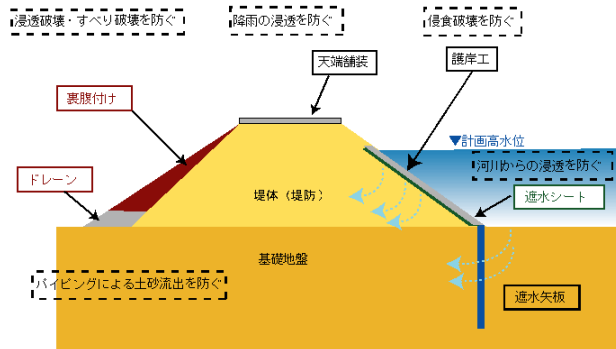 浸透破壊・すべり破壊を防ぐ
降雨の浸透を防ぐ
侵食破壊を防ぐ
天端舗装
護岸工
裏腹付け
▼計画高水位
河川からの浸透を防ぐ
ドレーン
遮水シート
堤体（堤防）
基礎地盤
パイピングによる土砂流出を防ぐ
遮水矢板